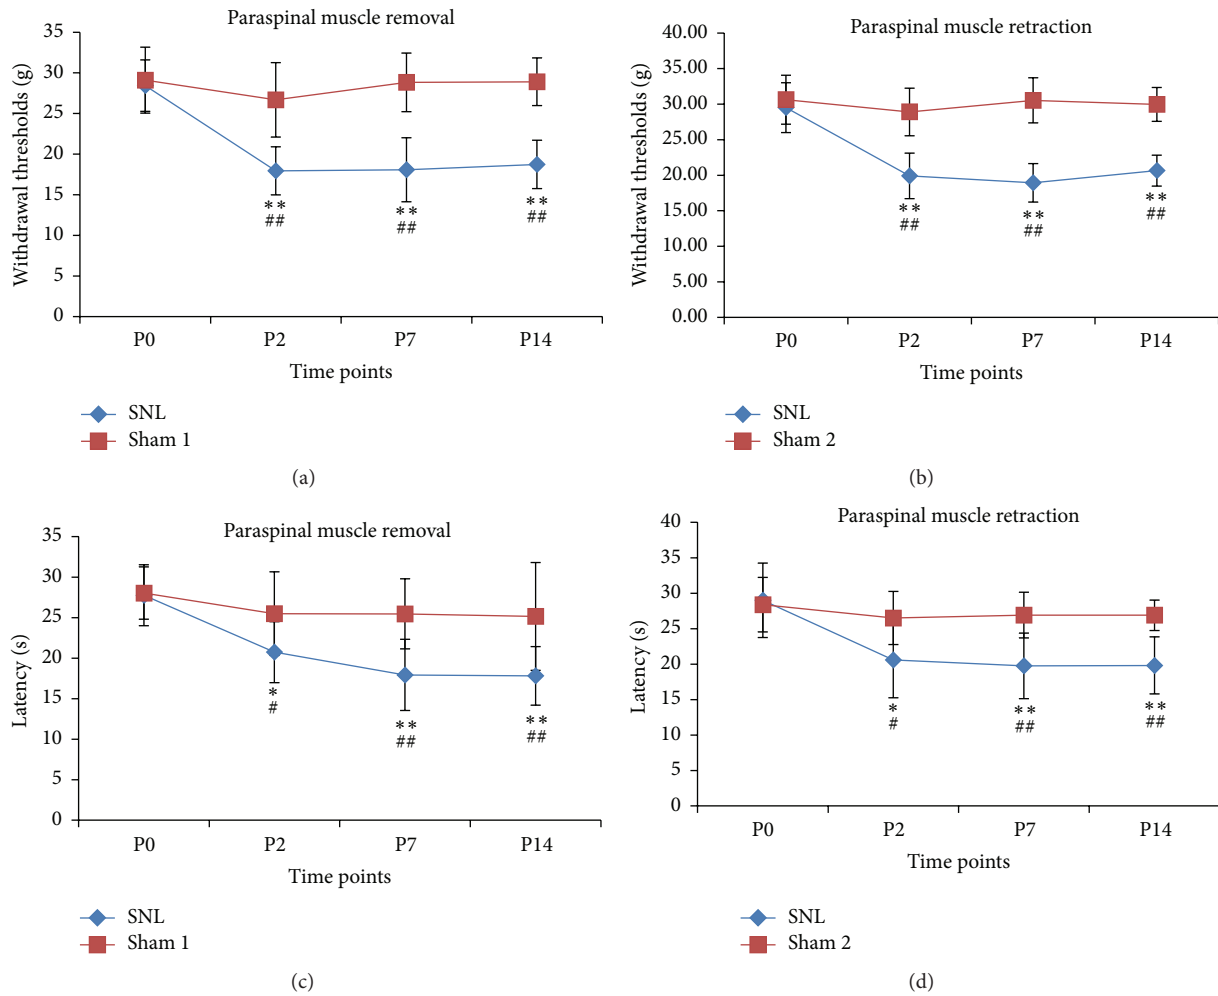 Paraspinal muscle removal
Withdrawal thresholds (g)
35
30
25
20
15
10
5
0
** ** **
## ## ##
P0 P2 P7 P14
Time points
SNL
Sham 1
(a)
Paraspinal muscle retraction
Withdrawal thresholds (g)
40.00
35.00
30.00
25.00
20.00
15.00
10.00
5.00
0.00
** ** **
## ## ##
P0 P2 P7 P14
Time points
SNL
Sham 2
(b)
Paraspinal muscle removal
Latency (s)
35
30
25
20
15
10
5
0
* ** **
# ## ##
P0 P2 P7 P14
Time points
SNL
Sham 1
(c)
Paraspinal muscle retraction
Latency (s)
40
35
30
25
20
15
10
5
0
* ** **
# ## ##
P0 P2 P7 P14
Time points
SNL
Sham 2
(d)